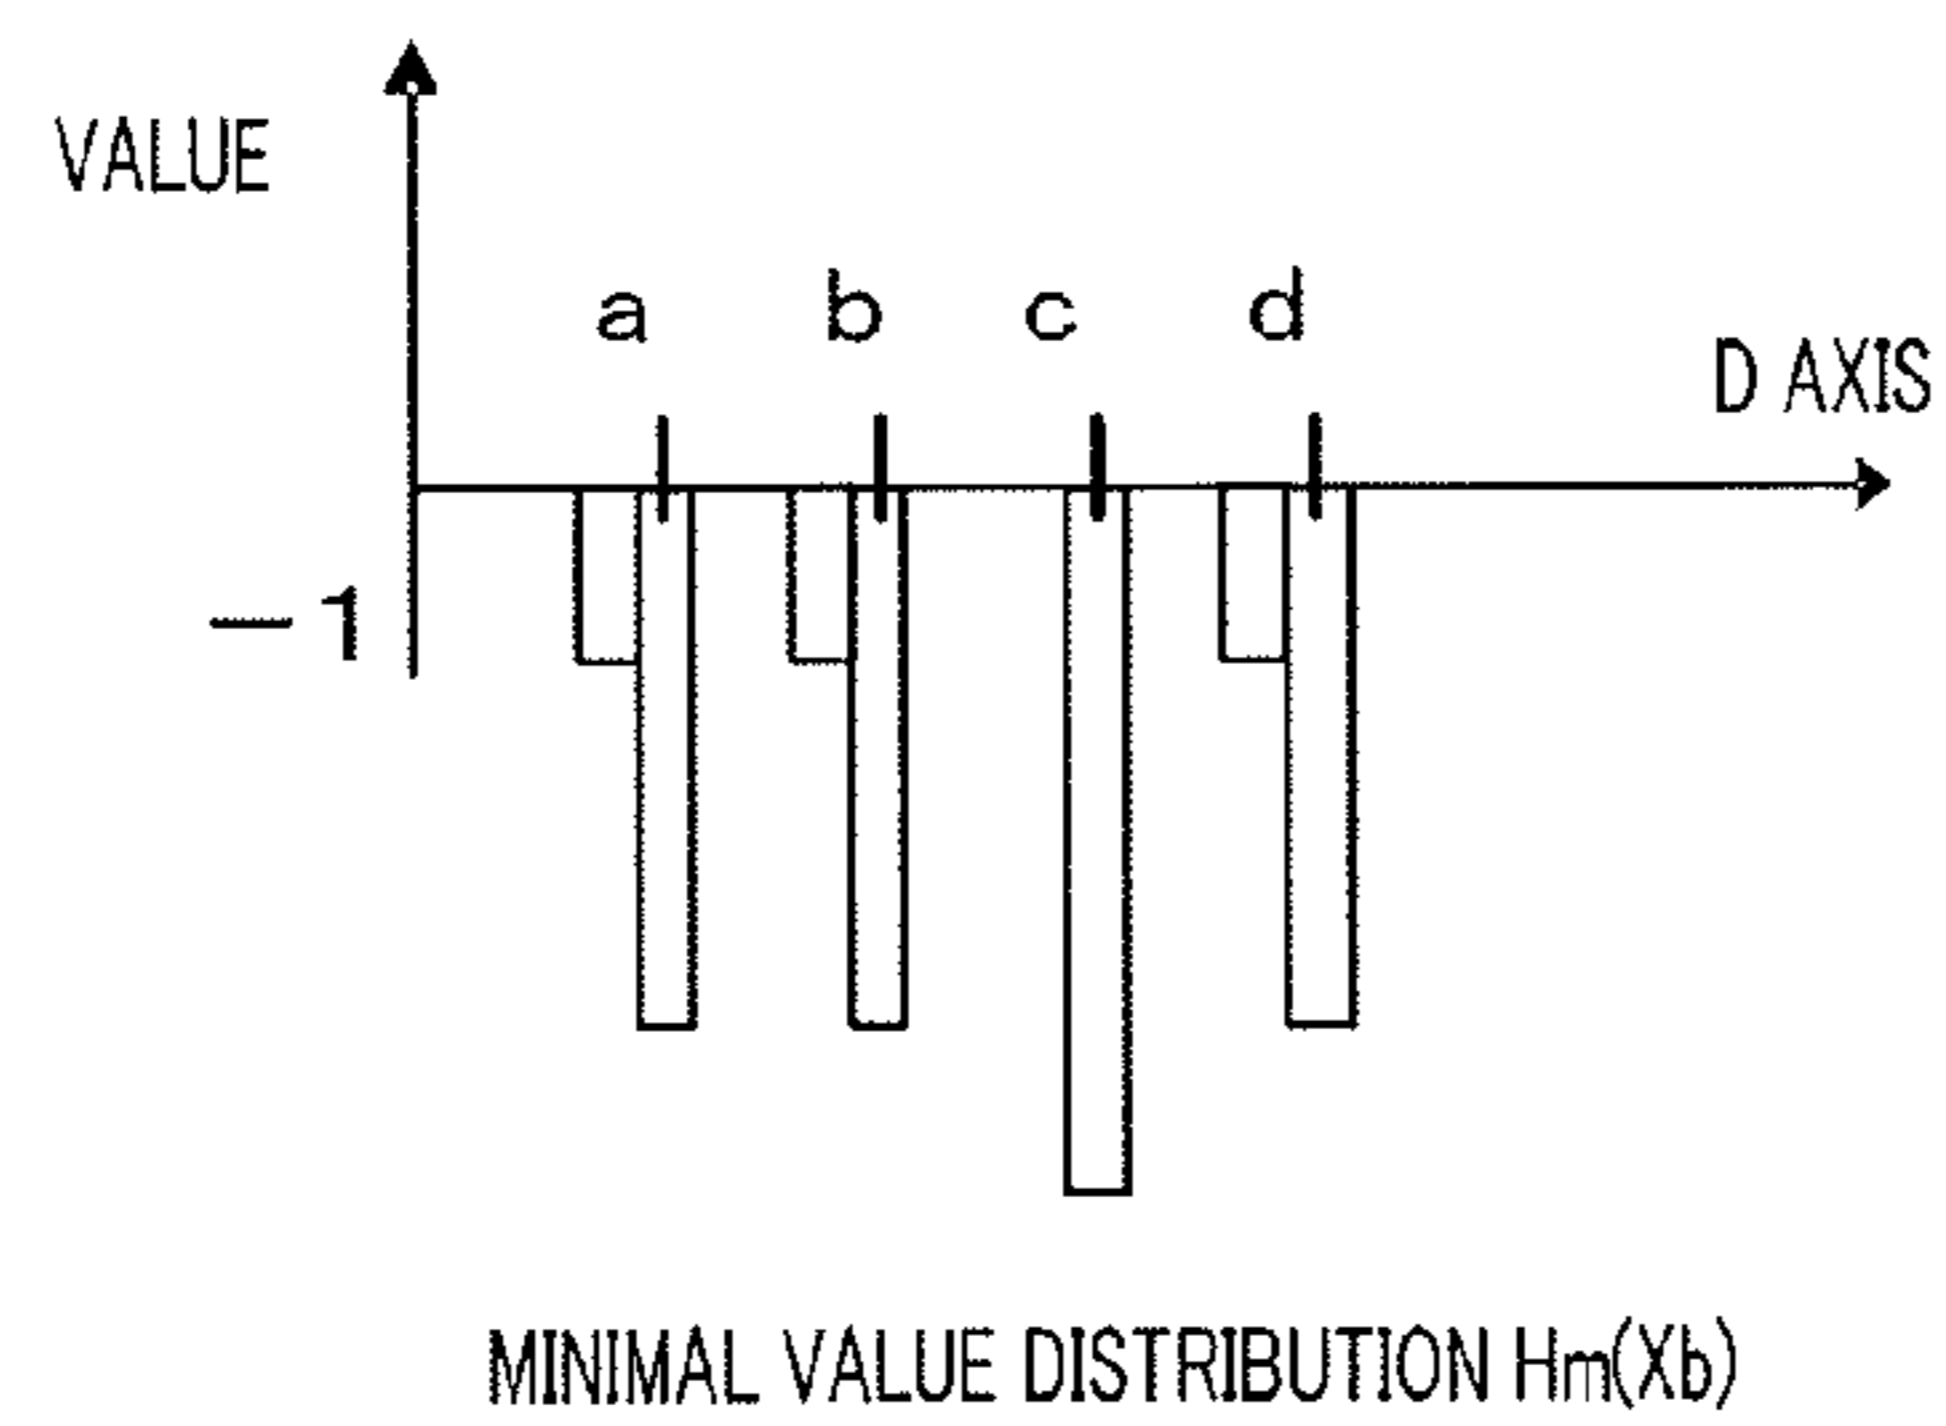 VALUE
a b c d
D AXIS
−1
MINIMAL VALUE DISTRIBUTION Hm(Xb)